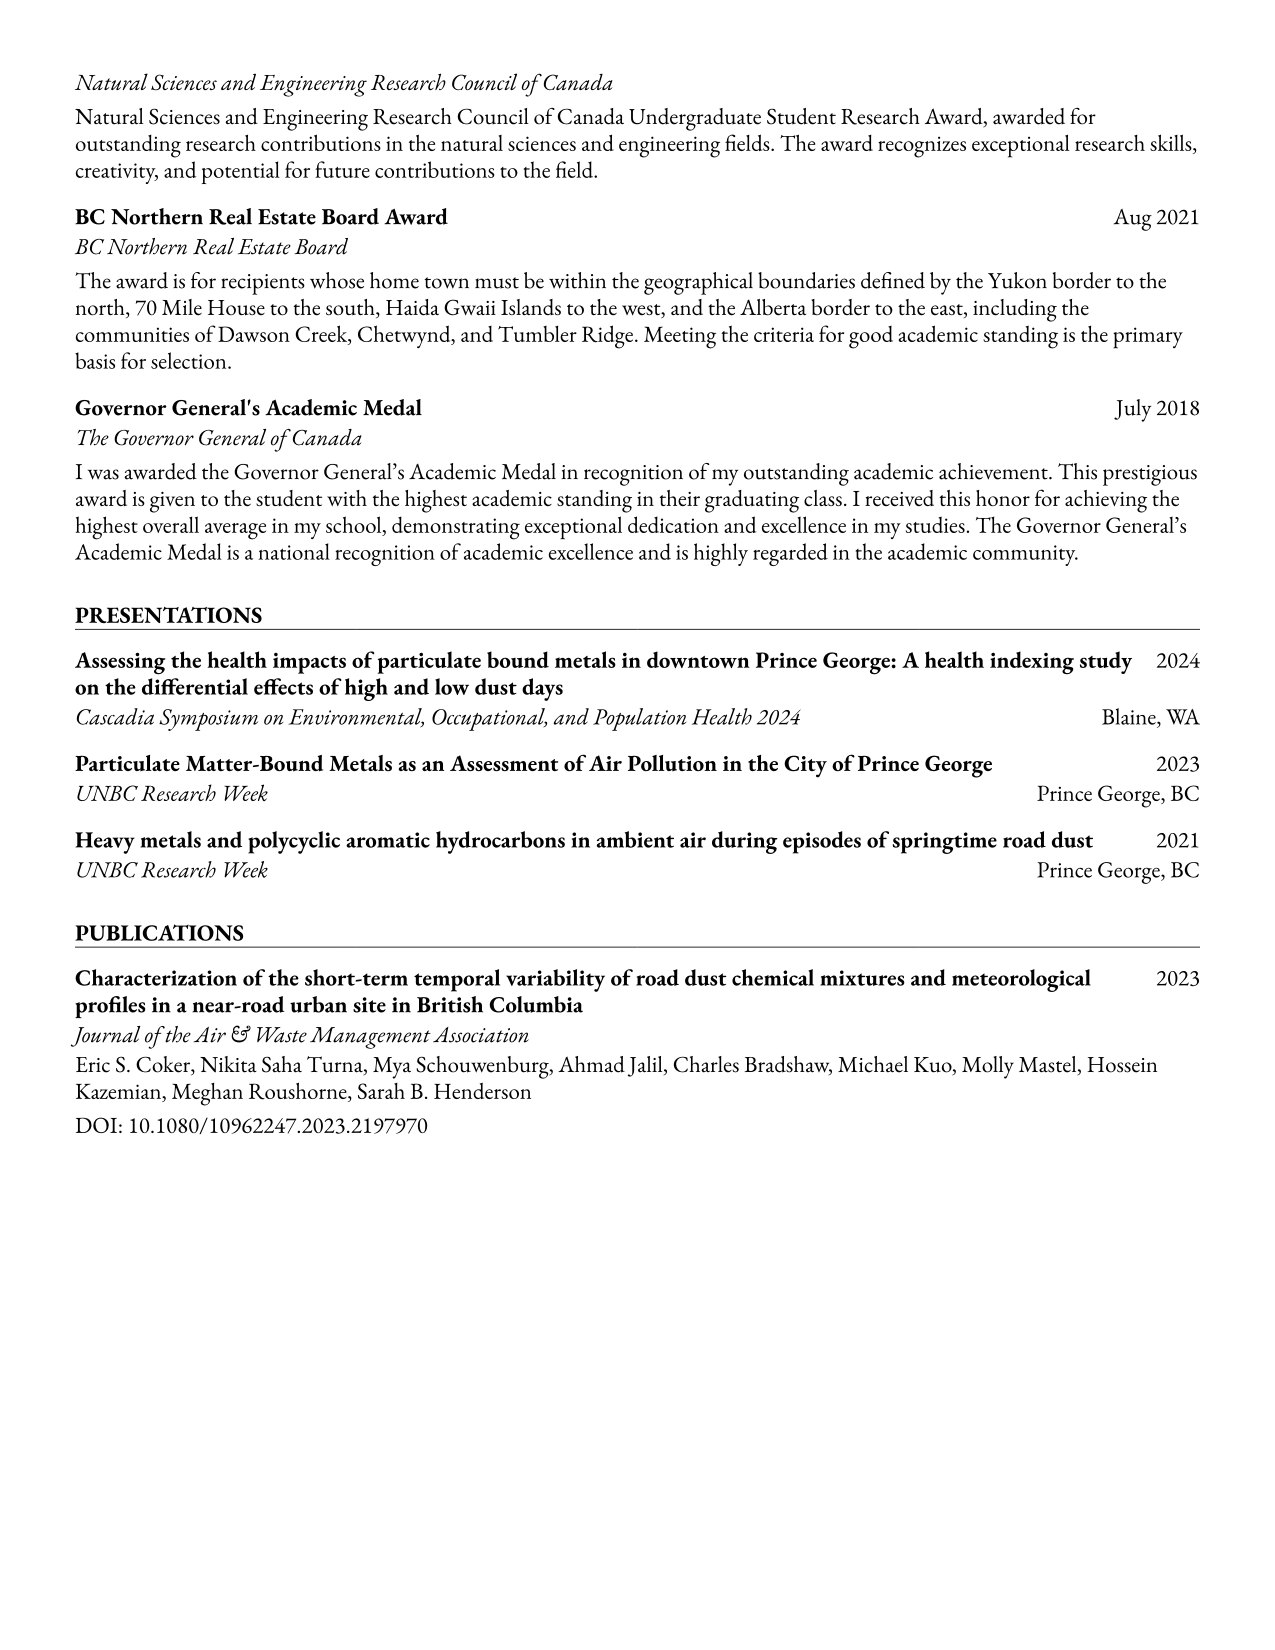 Natural Sciences and Engineering Research Council of Canada
Natural Sciences and Engineering Research Council of Canada Undergraduate Student Research Award, awarded for
outstanding research contributions in the natural sciences and engineering fields. The award recognizes exceptional research skills,
creativity, and potential for future contributions to the field.
BC Northern Real Estate Board Award Aug 2021
BC Northern Real Estate Board
The award is for recipients whose home town must be within the geographical boundaries defined by the Yukon border to the
north, 70 Mile House to the south, Haida Gwaii Islands to the west, and the Alberta border to the east, including the
communities of Dawson Creek, Chetwynd, and Tumbler Ridge. Meeting the criteria for good academic standing is the primary
basis for selection.
Governor General's Academic Medal July 2018
The Governor General of Canada
I was awarded the Governor General’s Academic Medal in recognition of my outstanding academic achievement. This prestigious
award is given to the student with the highest academic standing in their graduating class. I received this honor for achieving the
highest overall average in my school, demonstrating exceptional dedication and excellence in my studies. The Governor General’s
Academic Medal is a national recognition of academic excellence and is highly regarded in the academic community.
PRESENTATIONS
Assessing the health impacts of particulate bound metals in downtown Prince George: A health indexing study 2024
on the differential effects of high and low dust days
Cascadia Symposium on Environmental, Occupational, and Population Health 2024 Blaine, WA
Particulate Matter-Bound Metals as an Assessment of Air Pollution in the City of Prince George 2023
UNBC Research Week Prince George, BC
Heavy metals and polycyclic aromatic hydrocarbons in ambient air during episodes of springtime road dust 2021
UNBC Research Week Prince George, BC
PUBLICATIONS
Characterization of the short-term temporal variability of road dust chemical mixtures and meteorological 2023
profiles in a near-road urban site in British Columbia
Journal of the Air & Waste Management Association
Eric S. Coker, Nikita Saha Turna, Mya Schouwenburg, Ahmad Jalil, Charles Bradshaw, Michael Kuo, Molly Mastel, Hossein
Kazemian, Meghan Roushorne, Sarah B. Henderson
DOI: 10.1080/10962247.2023.2197970